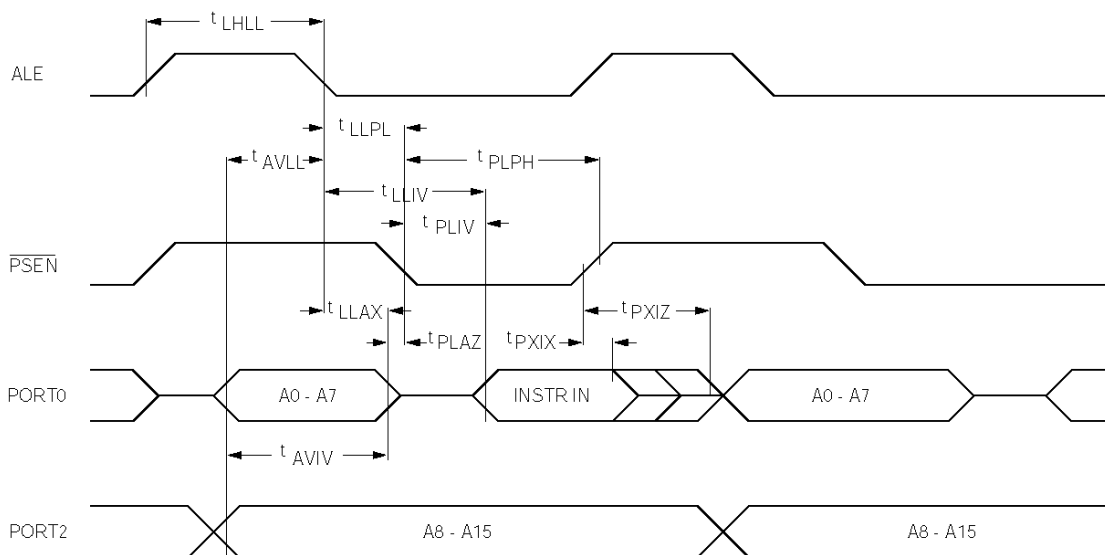 t LHLL
ALE
t LLPL
t AVLL
t PLPH
t LLIV
t PLIV
PSEN
t LLAX
t PXIZ
t PLAZ
t PXIX
PORT0
A0 - A7
INSTR IN
A0 - A7
t AVIV
PORT2
A8 - A15
A8 - A15